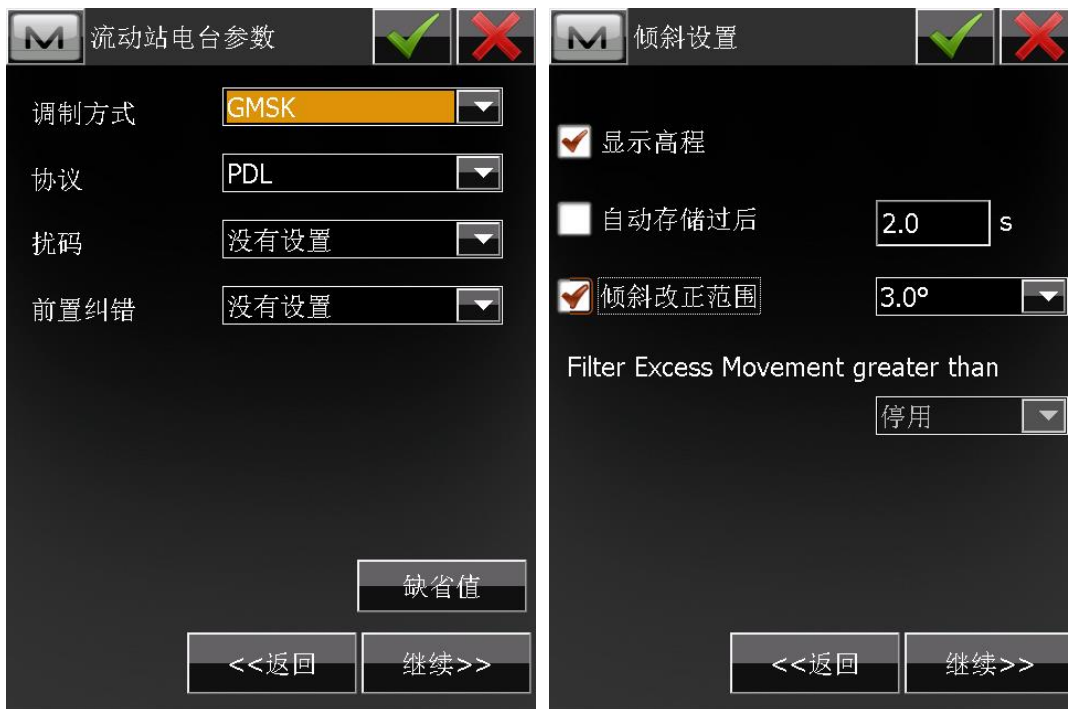 M 流动站电台参数
调制方式 GMSK
协议 PDL
扰码 没有设置
前置纠错 没有设置
缺省值
<<返回 继续>>
M 倾斜设置
显示高程
自动存储过后 2.0 s
倾斜改正范围 3.0°
Filter Excess Movement greater than
停用
<<返回 继续>>